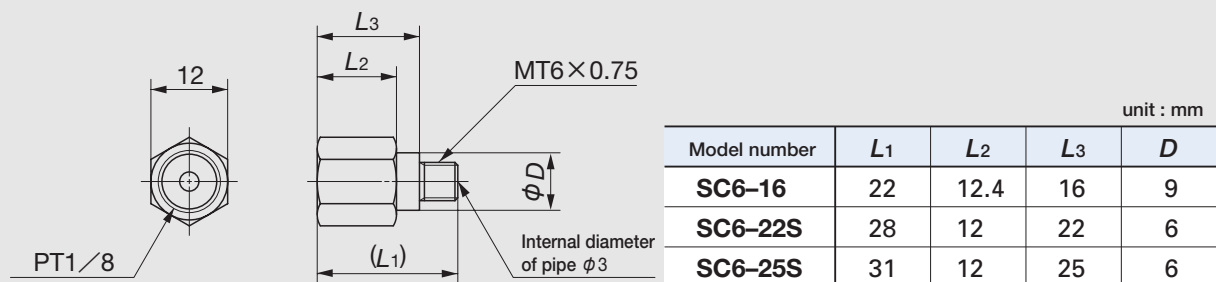 L3
L2
12
MT6×0.75
φD
Internal diameter
of pipe φ3
(L1)
PT1／8
unit : mm
Model number L1 L2 L3 D
SC6–16 22 12.4 16 9
SC6–22S 28 12 22 6
SC6–25S 31 12 25 6